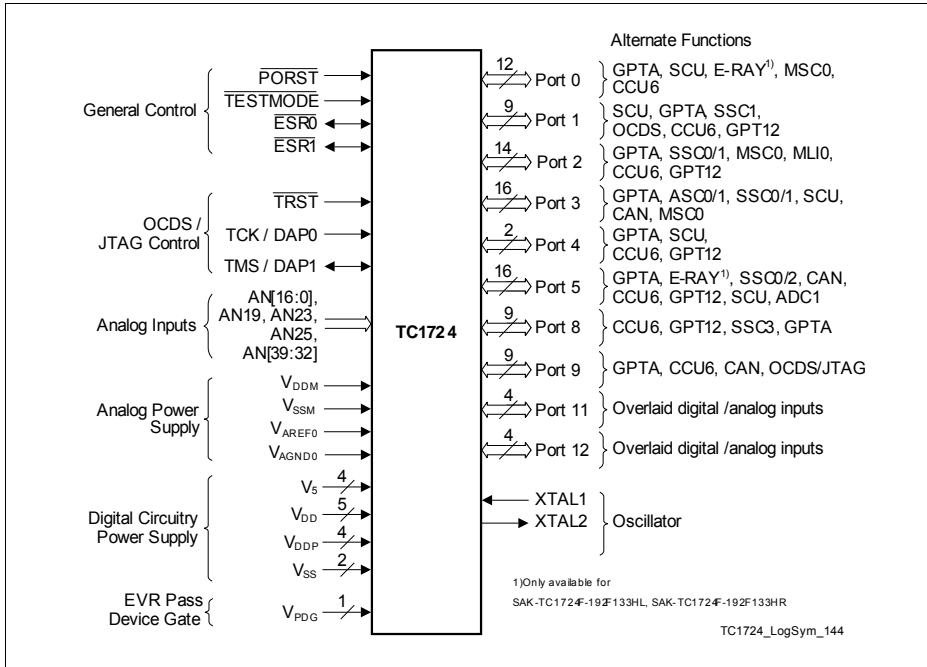 Alternate Functions
General Control
PORST
TESTMODE
ESR0
ESR1
OCDS /
JTAG Control
TRST
TCK / DAP0
TMS / DAP1
Analog Inputs
AN[16:0],
AN19, AN23,
AN25,
AN[39:32]
Analog Power
Supply
VDDM
VSSM
VAREF0
VAGND0
Digital Circuitry
Power Supply
V5 4
VDD 5
VDDP 4
VSS 2
EVR Pass
Device Gate
VPDG 1
TC1724
12 Port 0
GPTA, SCU, E-RAY1), MSC0,
CCU6
9 Port 1
SCU, GPTA, SSC1,
OCDS, CCU6, GPT12
14 Port 2
GPTA, SSC0/1, MSC0, MLI0,
CCU6, GPT12
16 Port 3
GPTA, ASC0/1, SSC0/1, SCU,
CAN, MSC0
2 Port 4
GPTA, SCU,
CCU6, GPT12
16 Port 5
GPTA, E-RAY1), SSC0/2, CAN,
CCU6, GPT12, SCU, ADC1
9 Port 8
CCU6, GPT12, SSC3, GPTA
9 Port 9
GPTA, CCU6, CAN, OCDS/JTAG
4 Port 11
Overlaid digital /analog inputs
4 Port 12
Overlaid digital /analog inputs
XTAL1
XTAL2
Oscillator
1)Only available for
SAK-TC1724F-192F133HL, SAK-TC1724F-192F133HR
TC1724_LogSym_144